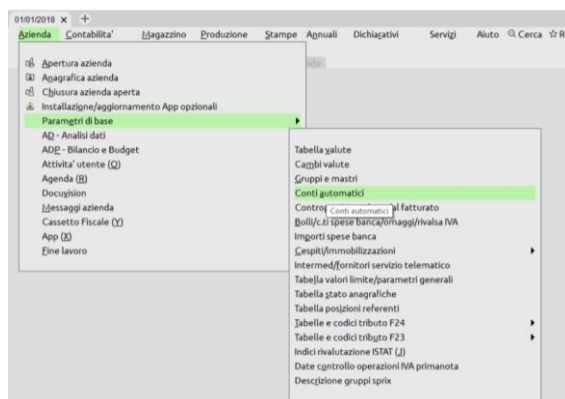 01/01/2018 × +
Azienda Contabilita' Magazzino Produzione Stampe Annuali Dichiarativi Servizi Aiuto Cerca
Apertura azienda
Anagrafica azienda
Chiusura azienda aperta
Installazione/aggiornamento App opzionali
Parametri di base
AD - Analisi dati
ADP - Bilancio e Budget
Attivita' utente (Q)
Agenda (R)
Docuvision
Messaggi azienda
Cassetto Fiscale (Y)
App (X)
Fine lavoro
Tabella valute
Cambi valute
Gruppi e mastri
Conti automatici
al fatturato
Conti automatici
Bolli/c.ti spese banca/omaggi/rivalsa IVA
Importi spese banca
Cespiti/immobilizzazioni
Intermed/fornitori servizio telematico
Tabella valori limite/parametri generali
Tabella stato anagrafiche
Tabella posizioni referenti
Tabelle e codici tributo F24
Tabelle e codici tributo F23
Indici rivalutazione ISTAT (J)
Date controllo operazioni IVA primanota
Descrizione gruppi sprix